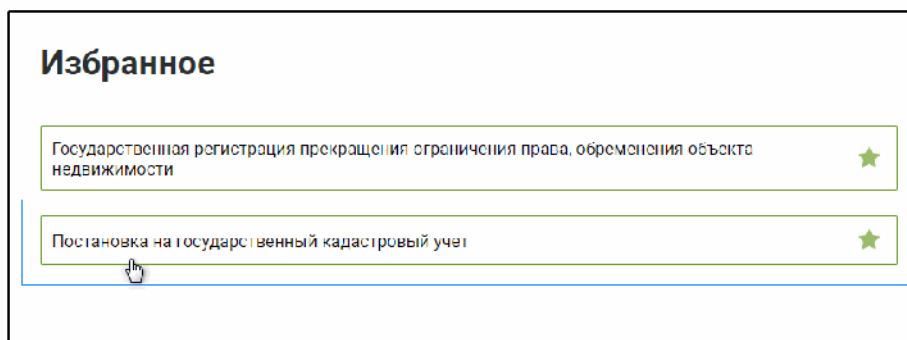 Избранное
Государственная регистрация прекращения ограничения права, обременения объекта
недвижимости
Постановка на государственный кадастровый учет